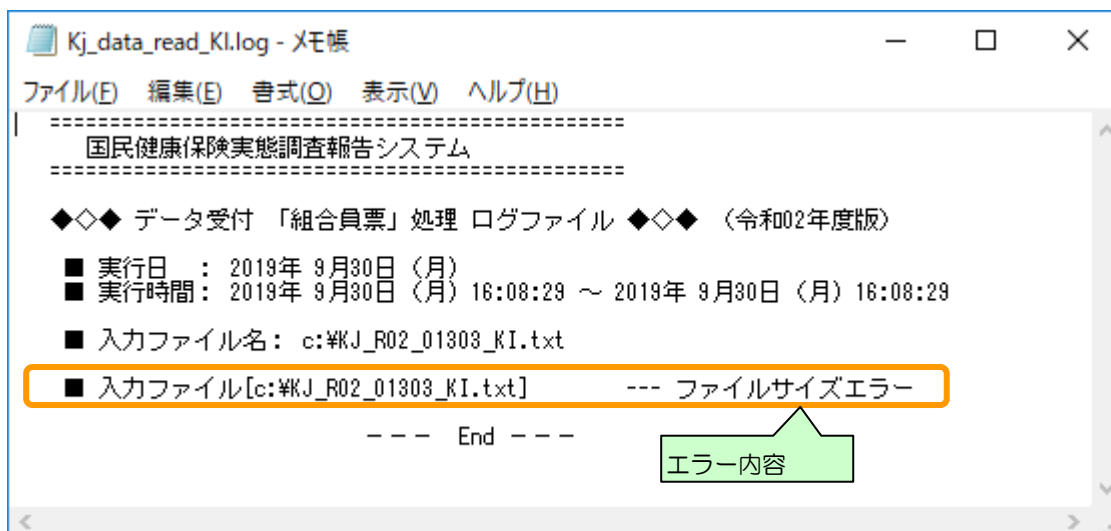 Kj_data_read_KI.log - メモ帳
ファイル(F) 編集(E) 書式(O) 表示(V) ヘルプ(H)
================================================
国民健康保険実態調査報告システム
================================================
◆◇◆ データ受付 「組合員票」処理 ログファイル ◆◇◆ （令和02年度版）
■ 実行日 : 2019年 9月30日（月）
■ 実行時間： 2019年 9月30日（月）16:08:29 ～ 2019年 9月30日（月）16:08:29
■ 入力ファイル名： c:¥KJ_R02_01303_KI.txt
■ 入力ファイル[c:¥KJ_R02_01303_KI.txt] --- ファイルサイズエラー
－－－ End －－－
エラー内容